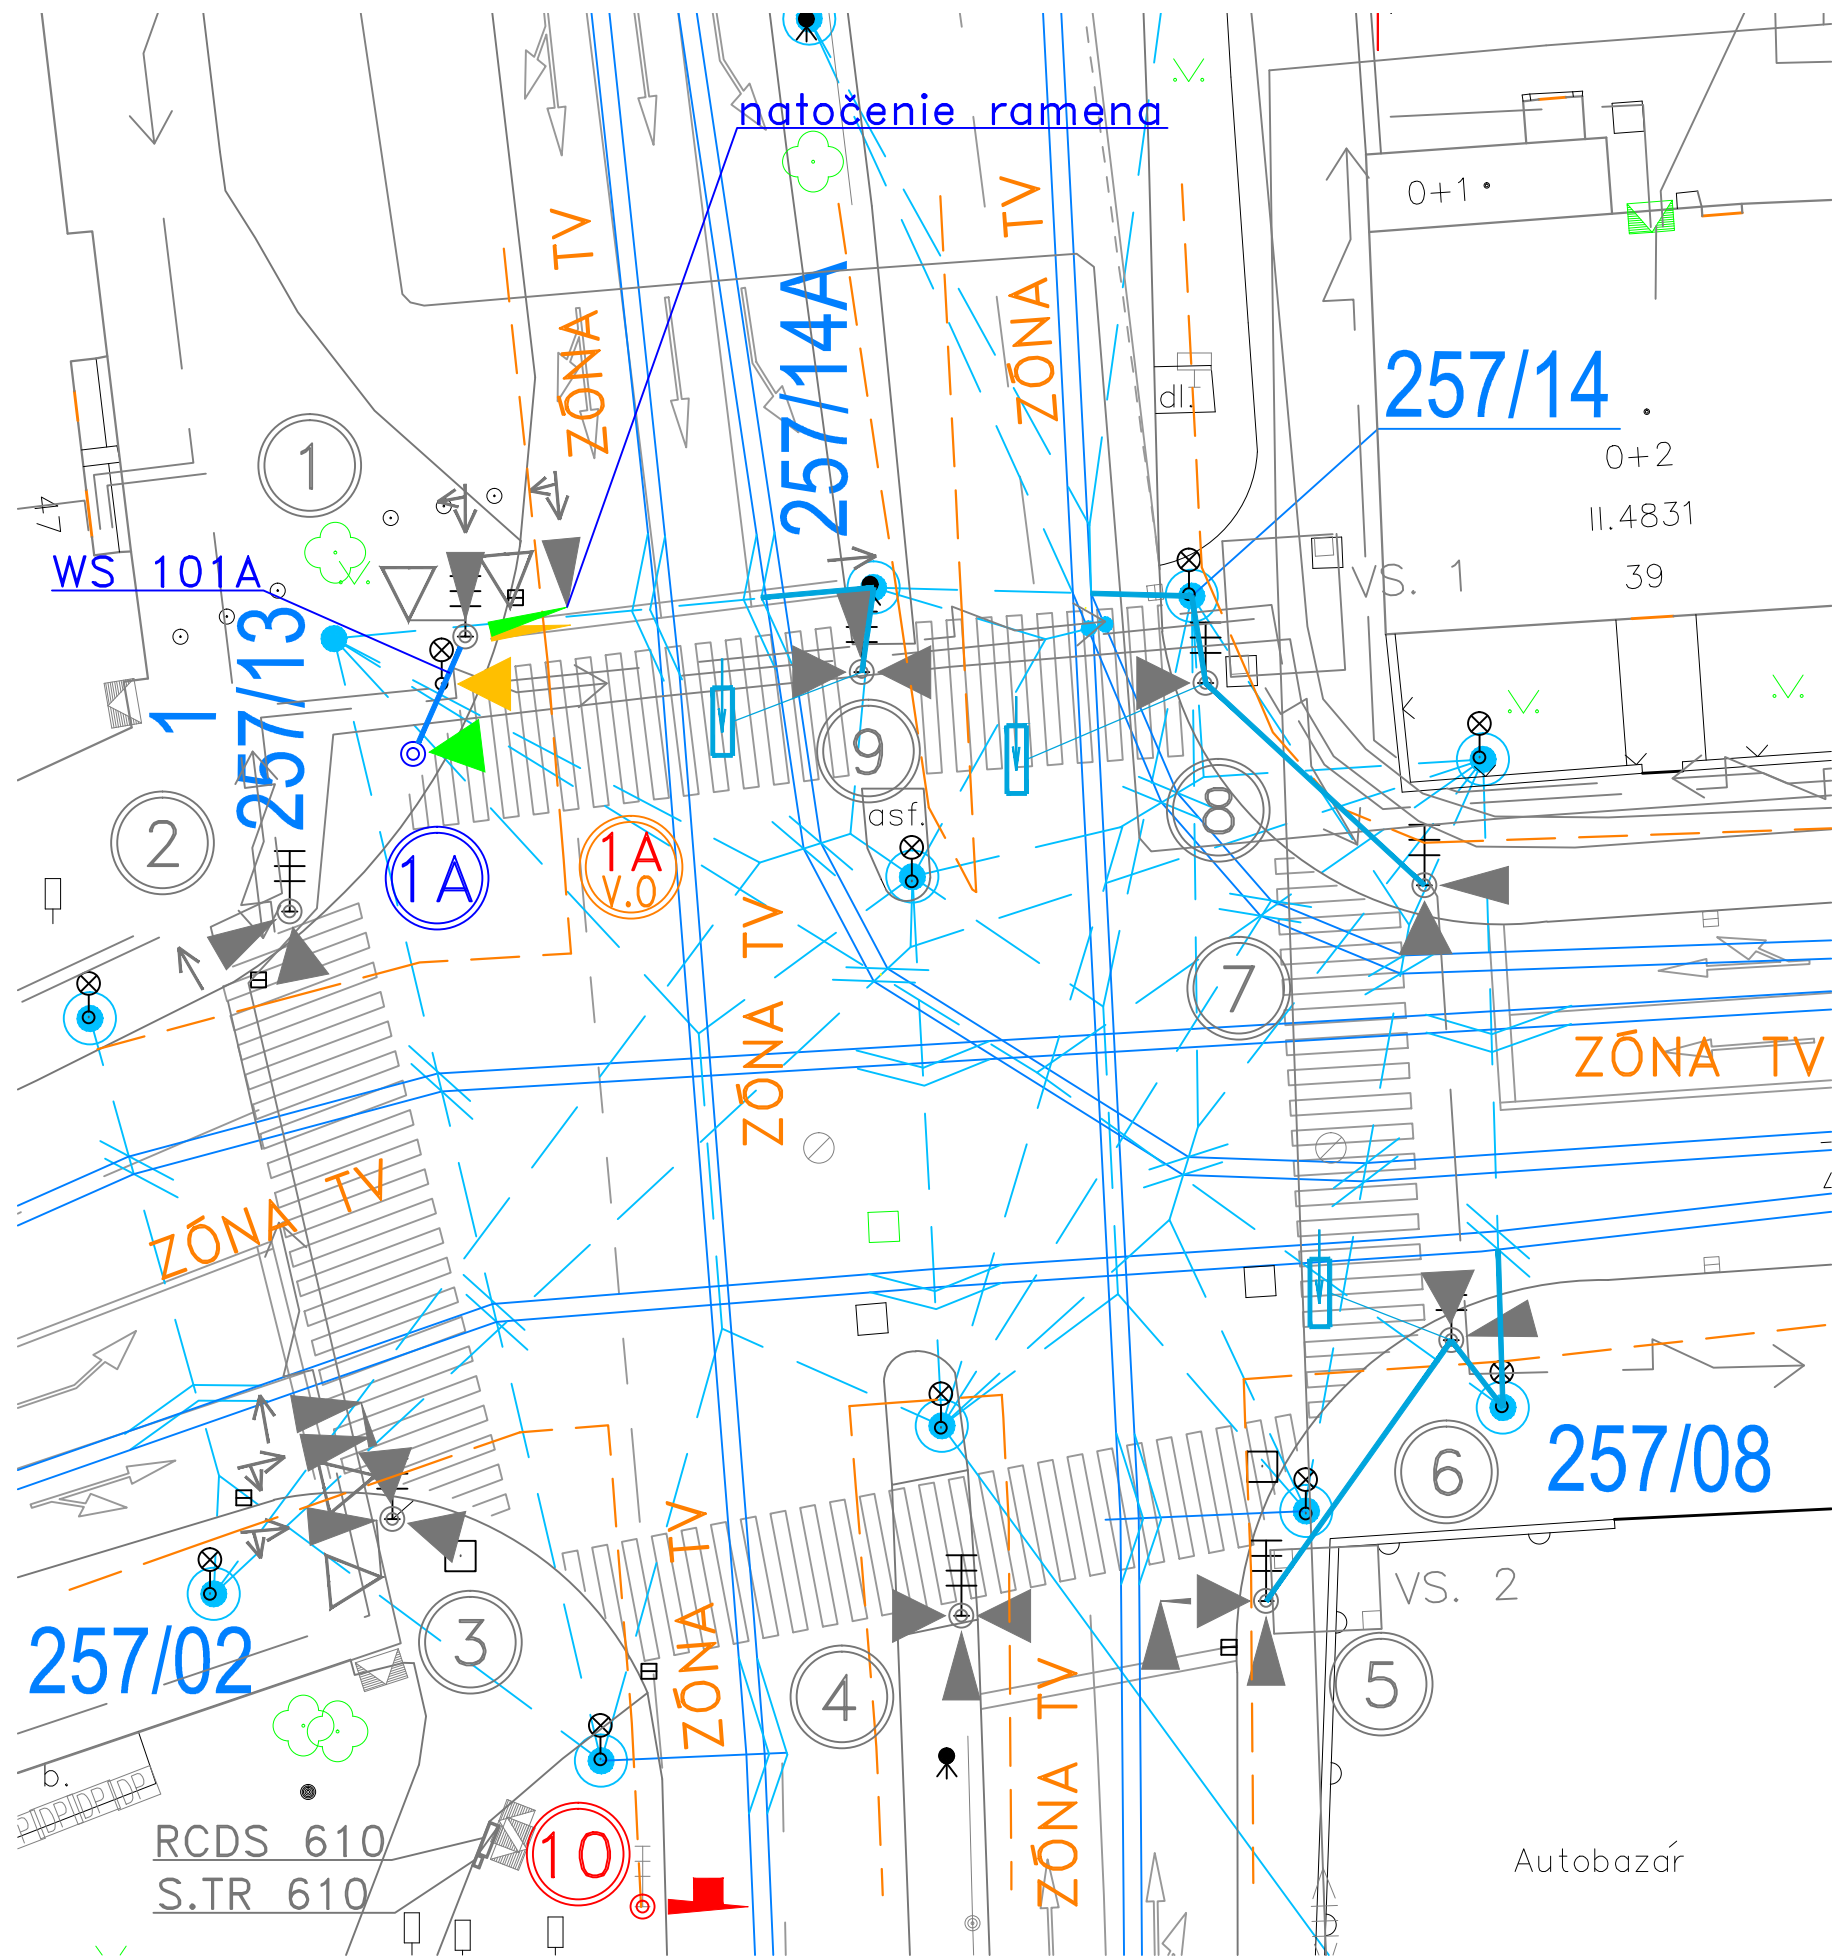 natočenie ramena
ZÓNA TV
ZÓNA TV
0+1
257/14A
257/14
dl.
0+2
II.4831
39
1
47
WS 101A
VS. 1
257/13
1
9
asf.
8
2
1A
1A
V.0
7
ZÓNA TV
ZÓNA TV
ZÓNA TV
6
257/08
ZÓNA TV
VS. 2
257/02
3
4
5
ZÓNA TV
b.
DP DP DP
RCDS 610
S.TR 610
10
Autobazár